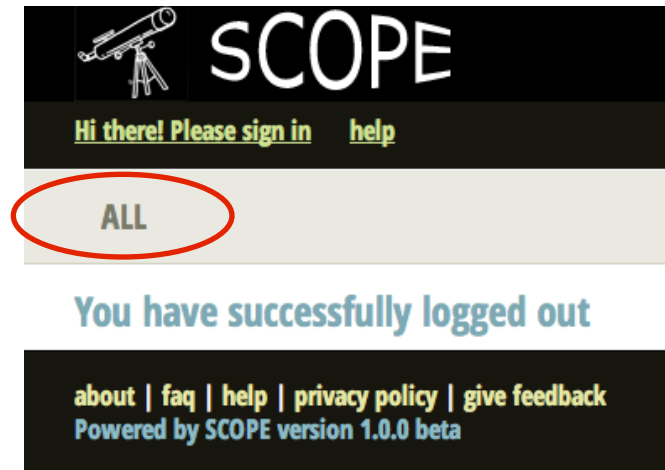 SCOPE
Hi there! Please sign in help
ALL
You have successfully logged out
about | faq | help | privacy policy | give feedback
Powered by SCOPE version 1.0.0 beta